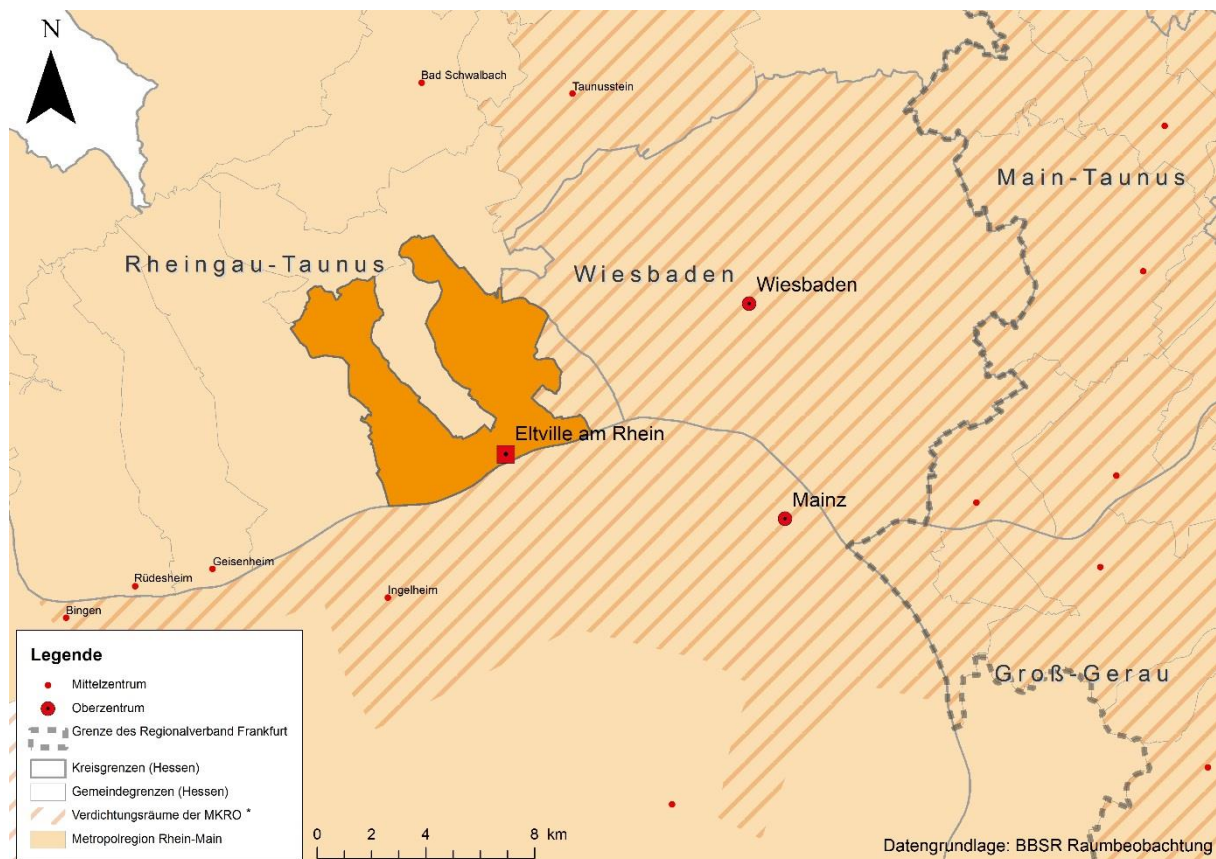 N
Bad Schwalbach
Taunusstein
Main-Taunus
Rheingau-Taunus
Wiesbaden
Wiesbaden
Eltville am Rhein
Mainz
Geisenheim
Rüdesheim
Ingelheim
Bingen
Groß-Gerau
Legende
Mittelzentrum
Oberzentrum
Grenze des Regionalverband Frankfurt
Kreisgrenzen (Hessen)
Gemeindegrenzen (Hessen)
Verdichtungsräume der MKRO *
Metropolregion Rhein-Main
0 2 4 8 km
Datengrundlage: BBSR Raumbeobachtung